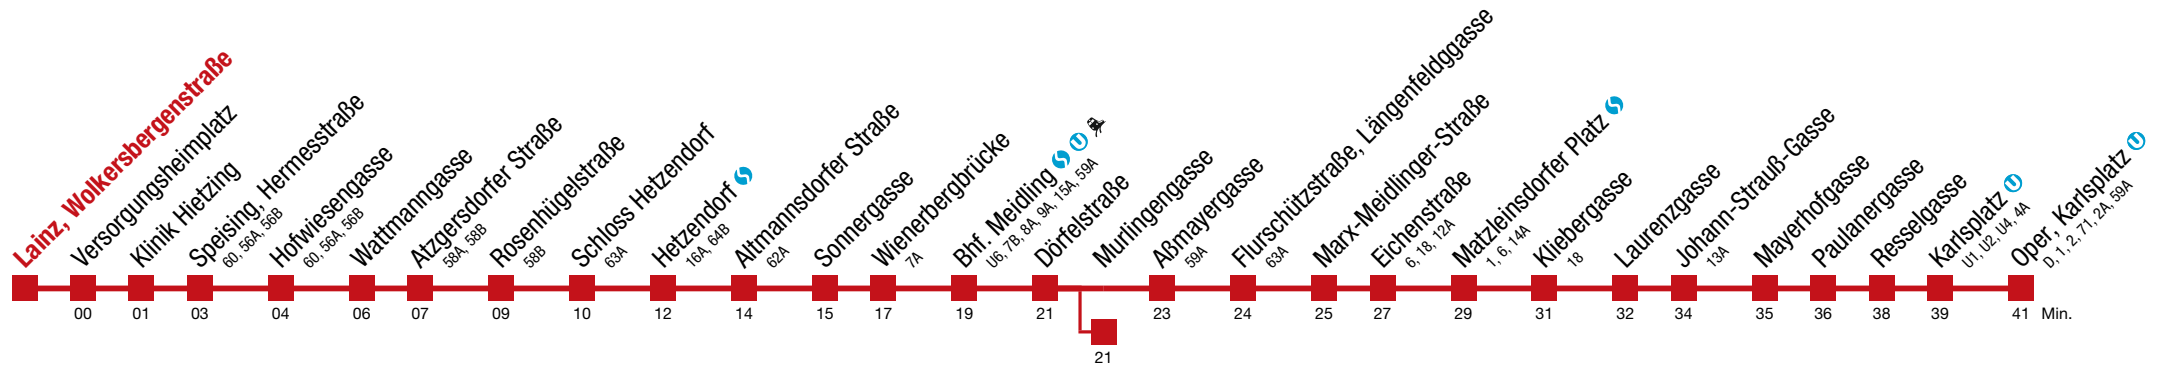 Lainz, Wolkersbergenstraße
Versorgungsheimplatz
Klinik Hietzing
Speising, Hermesstraße
60, 56A, 56B
Hofwiesengasse
60, 56A, 56B
Wattmanngasse
Atzgersdorfer Straße
58A, 58B
Rosenhügelstraße
58B
Schloss Hetzendorf
63A
Hetzendorf
16A, 64B
Altmannsdorfer Straße
62A
Sonnergasse
Wienerbergbrücke
7A
Bhf. Meidling U
U6, 7B, 8A, 9A, 15A, 59A
Dörfelstraße
Murlingengasse
Aßmayergasse
59A
Flurschützstraße, Längenfeldggasse
63A
Marx-Meidlinger-Straße
Eichenstraße
6, 18, 12A
Matzleinsdorfer Platz
1, 6, 14A
Kliebergasse
18
Laurenzgasse
Johann-Strauß-Gasse
13A
Mayerhofgasse
Paulanergasse
Resselgasse
Karlsplatz U
U1, U2, U4, 4A
Oper, Karlsplatz U
D, 1, 2, 71, 2A, 59A
00 01 03 04 06 07 09 10 12 14 15 17 19 21 23 24 25 27 29 31 32 34 35 36 38 39 41 Min.
21